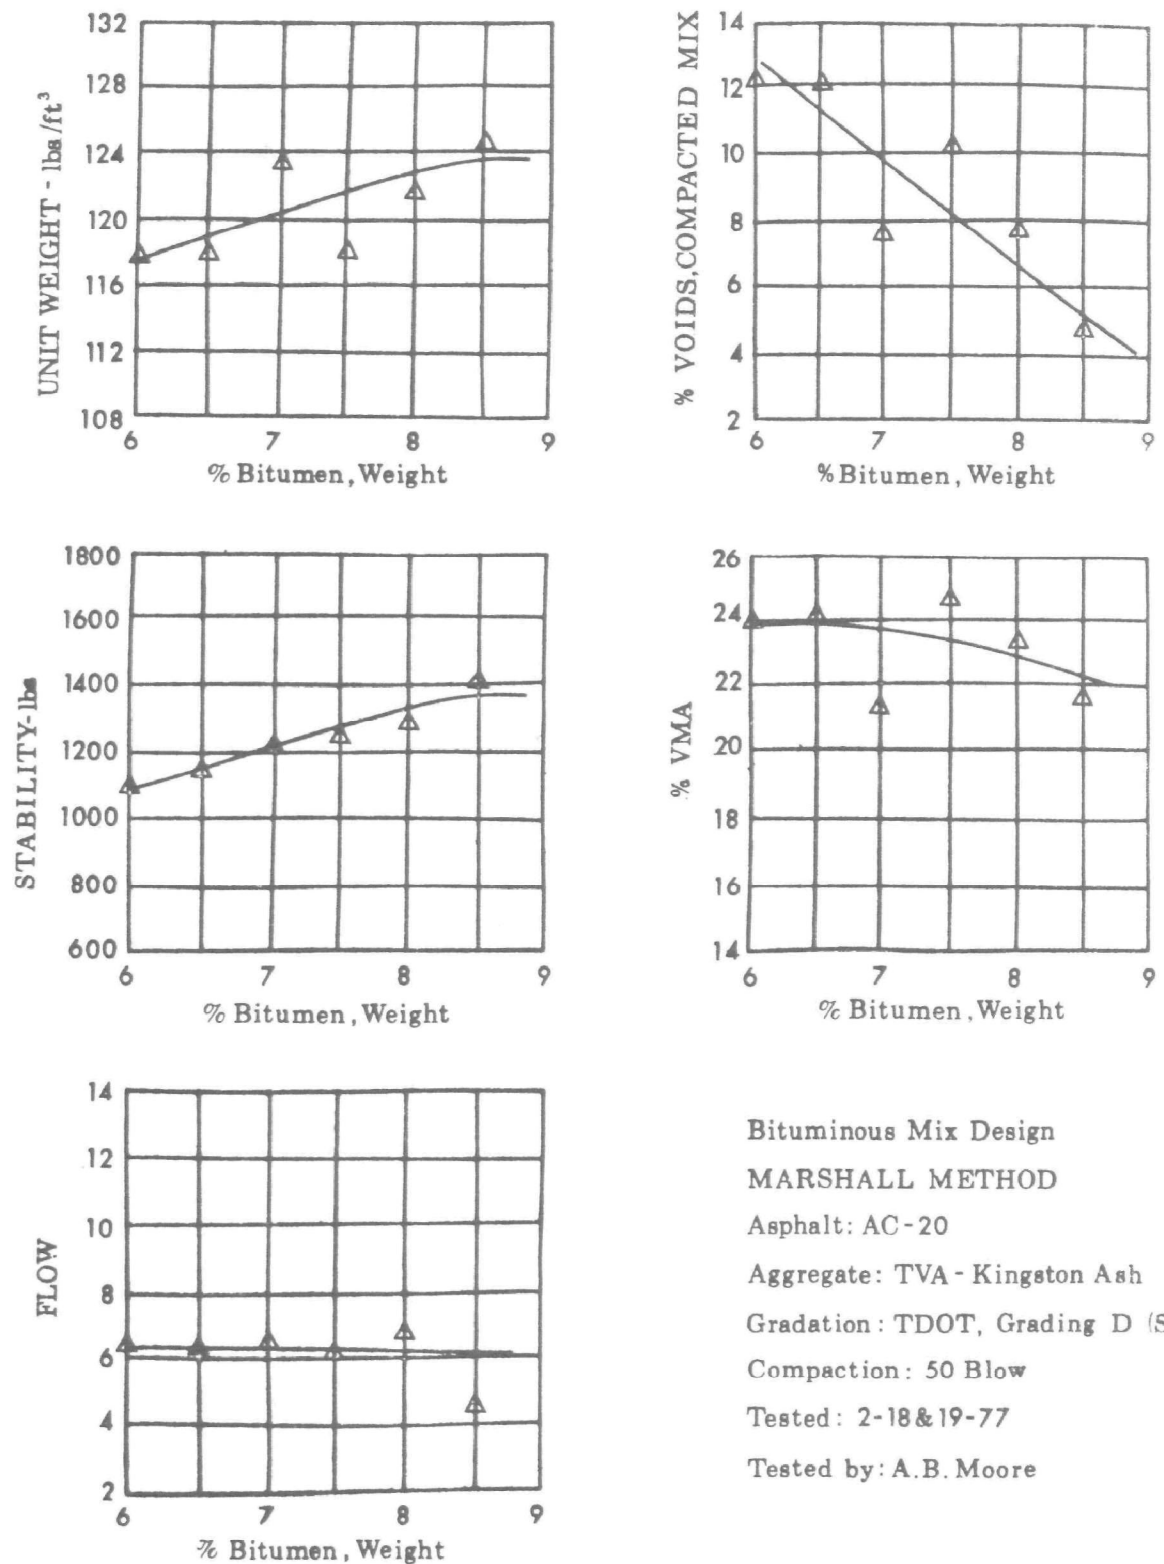 132
128
124
120
116
112
108
UNIT WEIGHT - lbs/ft³
6 7 8 9
% Bitumen, Weight
14
12
10
8
6
4
2
% VOIDS, COMPACTED MIX
6 7 8 9
% Bitumen, Weight
1800
1600
1400
1200
1000
800
600
STABILITY-lbs
6 7 8 9
% Bitumen, Weight
26
24
22
20
18
16
14
% VMA
6 7 8 9
% Bitumen, Weight
14
12
10
8
6
4
2
FLOW
6 7 8 9
% Bitumen, Weight
Bituminous Mix Design
MARSHALL METHOD
Asphalt: AC-20
Aggregate: TVA - Kingston Ash
Gradation: TDOT, Grading D (S
Compaction: 50 Blow
Tested: 2-18&19-77
Tested by: A.B. Moore